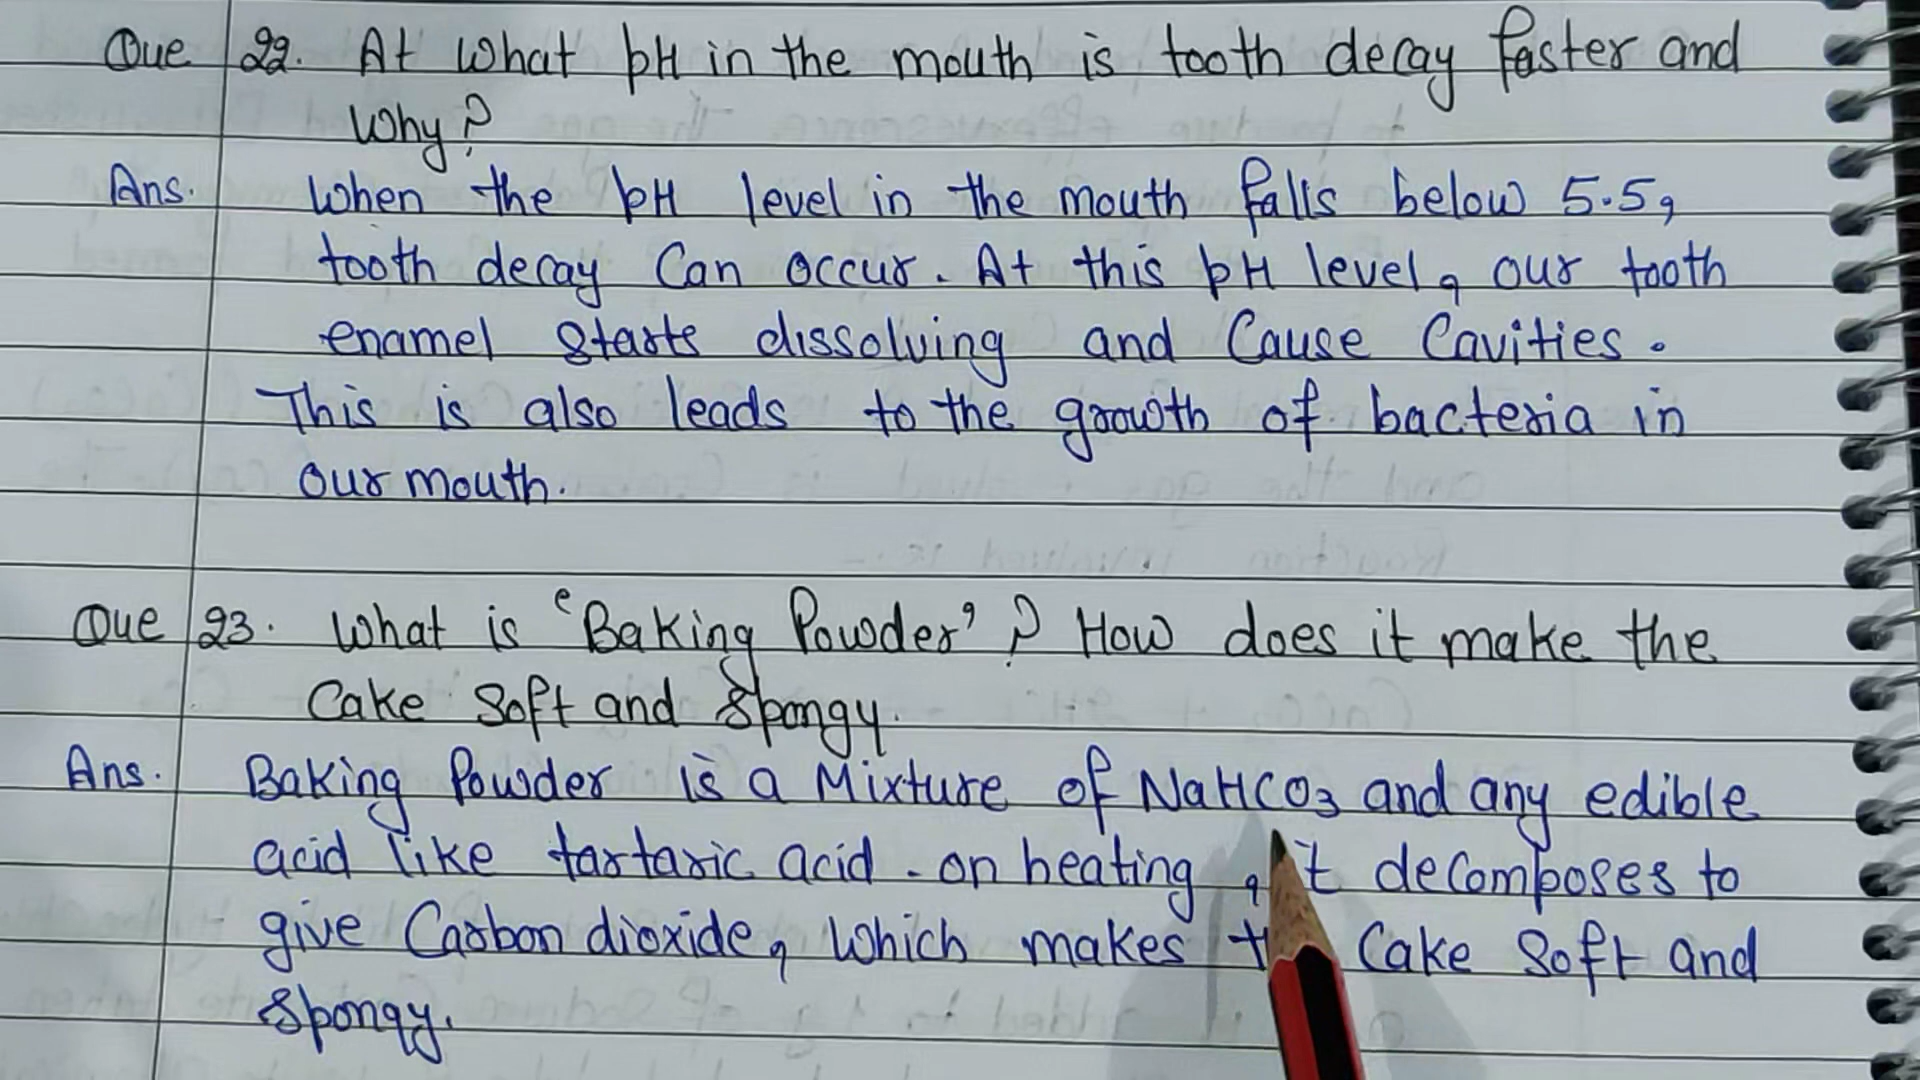 Que 22. At what pH in the mouth is tooth decay faster and
Why?
Ans. When the pH level in the mouth falls below 5.5,
tooth decay can occur. At this pH level, our tooth
enamel starts dissolving and cause cavities.
This is also leads to the growth of bacteria in
our mouth.
Que 23. What is 'Baking Powder'? How does it make the
Cake Soft and Spongy.
Ans. Baking Powder is a Mixture of NaHCO3 and any edible
acid like tartaric acid. on heating, it decomposes to
give Carbon dioxide, which makes Cake Soft and
Spongy.